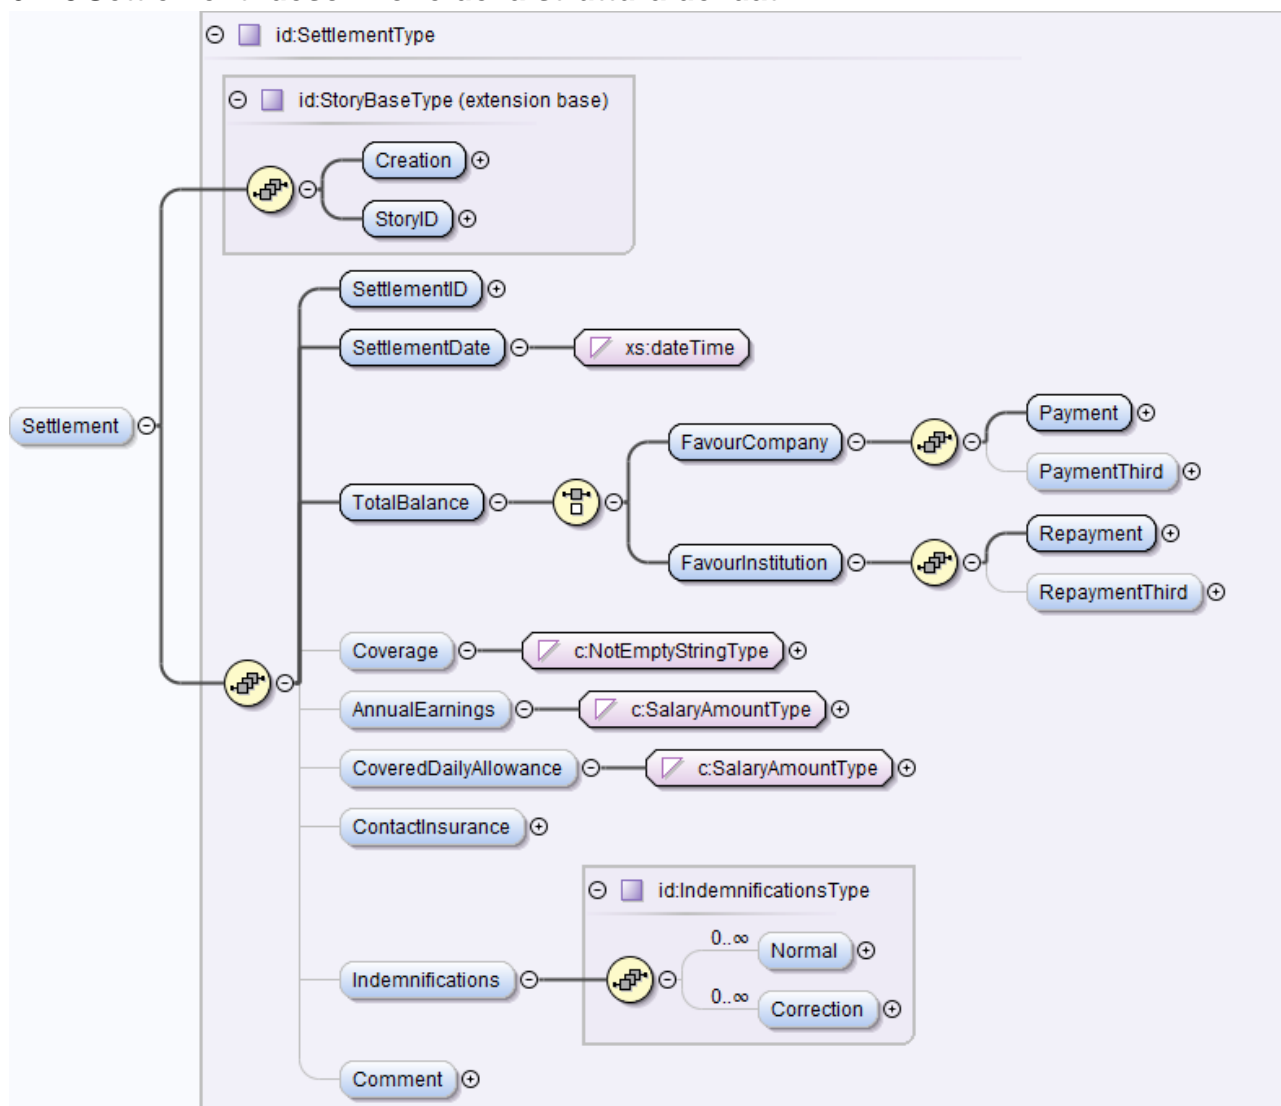 id:SettlementType
id:StoryBaseType (extension base)
Creation
StoryID
SettlementID
SettlementDate
xs:dateTime
Settlement
TotalBalance
FavourCompany
Payment
PaymentThird
FavourInstitution
Repayment
RepaymentThird
Coverage
c:NotEmptyStringType
AnnualEarnings
c:SalaryAmountType
CoveredDailyAllowance
c:SalaryAmountType
ContactInsurance
id:IndemnificationsType
Indemnifications
0..∞
Normal
0..∞
Correction
Comment